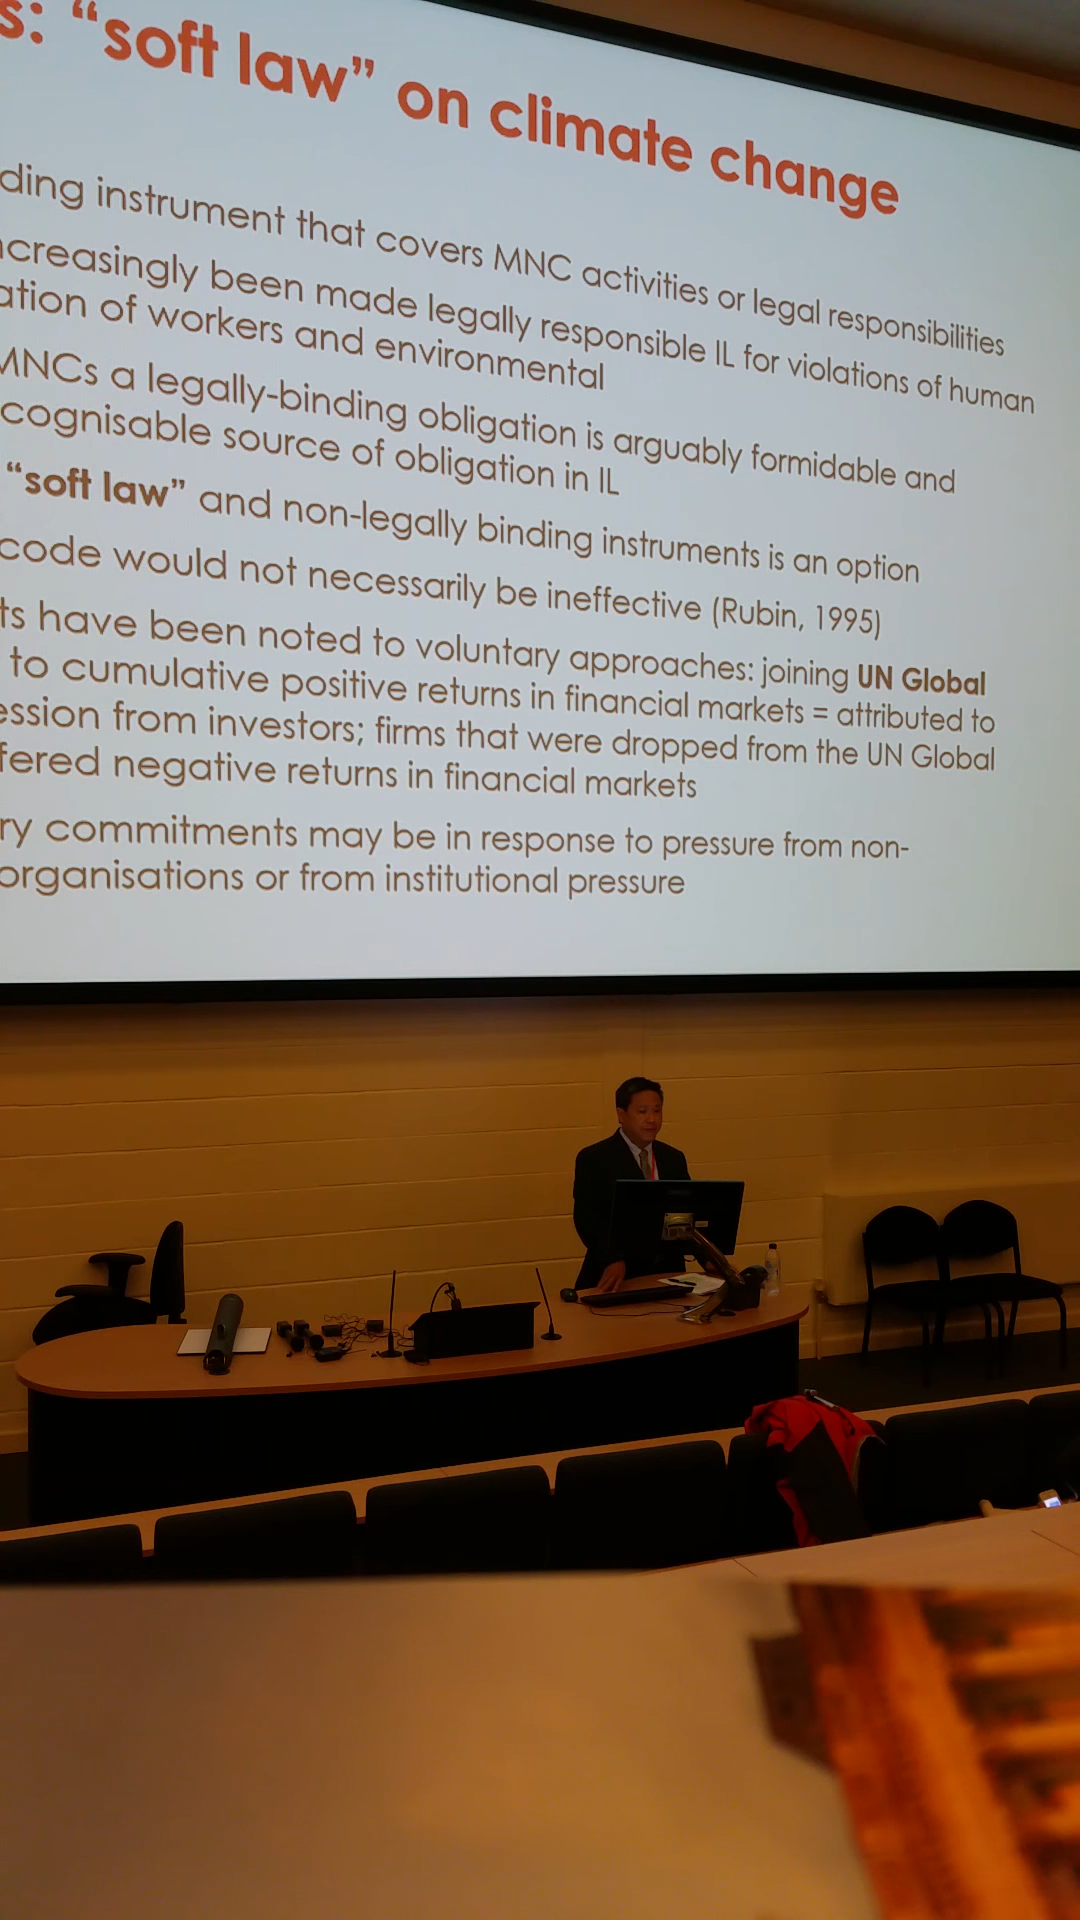 s: “soft law” on climate change
ding instrument that covers MNC activities or legal responsibilities
ncreasingly been made legally responsible IL for violations of human
ation of workers and environmental
MNCs a legally-binding obligation is arguably formidable and
cognisable source of obligation in IL
“soft law” and non-legally binding instruments is an option
code would not necessarily be ineffective (Rubin, 1995)
ts have been noted to voluntary approaches: joining UN Global
to cumulative positive returns in financial markets = attributed to
ession from investors; firms that were dropped from the UN Global
fered negative returns in financial markets
ry commitments may be in response to pressure from non-
organisations or from institutional pressure